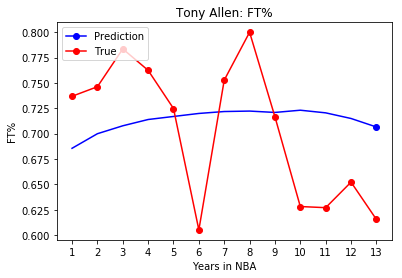 Tony Allen: FT%
Prediction
True
0.800
0.775
0.750
0.725
0.700
0.675
0.650
0.625
0.600
FT%
1 2 3 4 5 6 7 8 9 10 11 12 13
Years in NBA